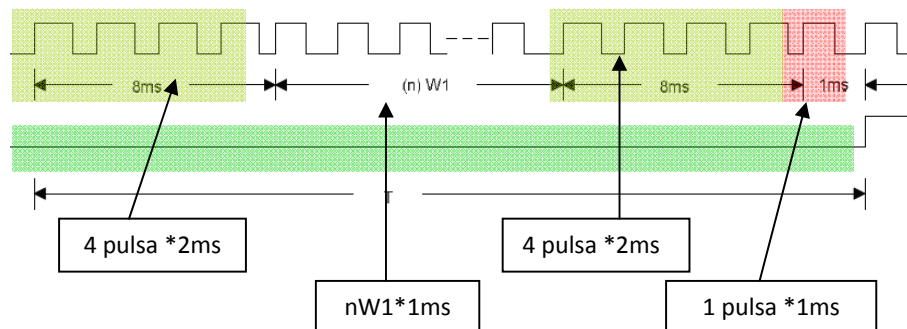 8ms
(n) W1
8ms
1ms
T
4 pulsa *2ms
4 pulsa *2ms
nW1*1ms
1 pulsa *1ms